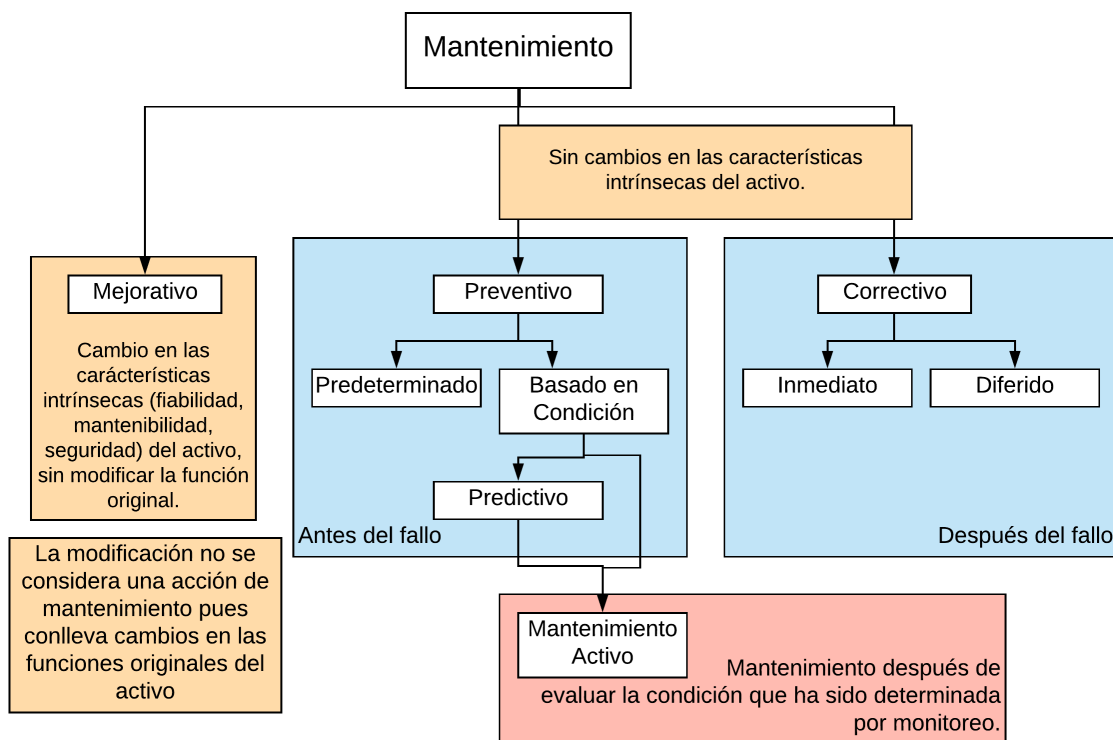 Mantenimiento
Sin cambios en las características
intrínsecas del activo.
Mejorativo
Cambio en las
carácterísticas
intrínsecas (fiabilidad,
mantenibilidad,
seguridad) del activo,
sin modificar la función
original.
La modificación no se
considera una acción de
mantenimiento pues
conlleva cambios en las
funciones originales del
activo
Preventivo
Predeterminado
Basado en
Condición
Predictivo
Antes del fallo
Correctivo
Inmediato
Diferido
Después del fallo
Mantenimiento
Activo
Mantenimiento después de
evaluar la condición que ha sido determinada
por monitoreo.